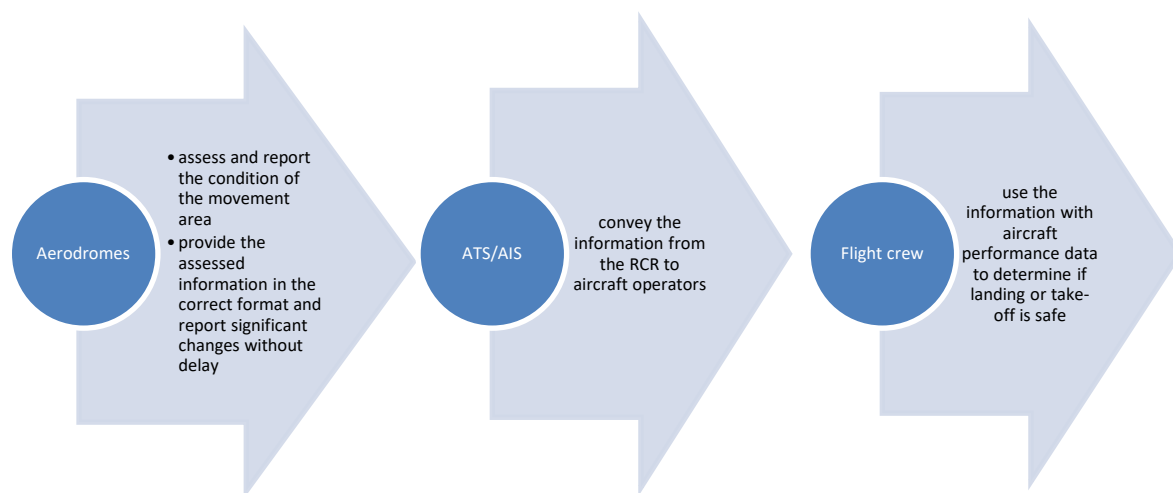 Aerodromes
• assess and report
the condition of
the movement
area
• provide the
assessed
information in the
correct format and
report significant
changes without
delay
ATS/AIS
convey the
information from
the RCR to
aircraft operators
Flight crew
use the
information with
aircraft
performance data
to determine if
landing or take-
off is safe